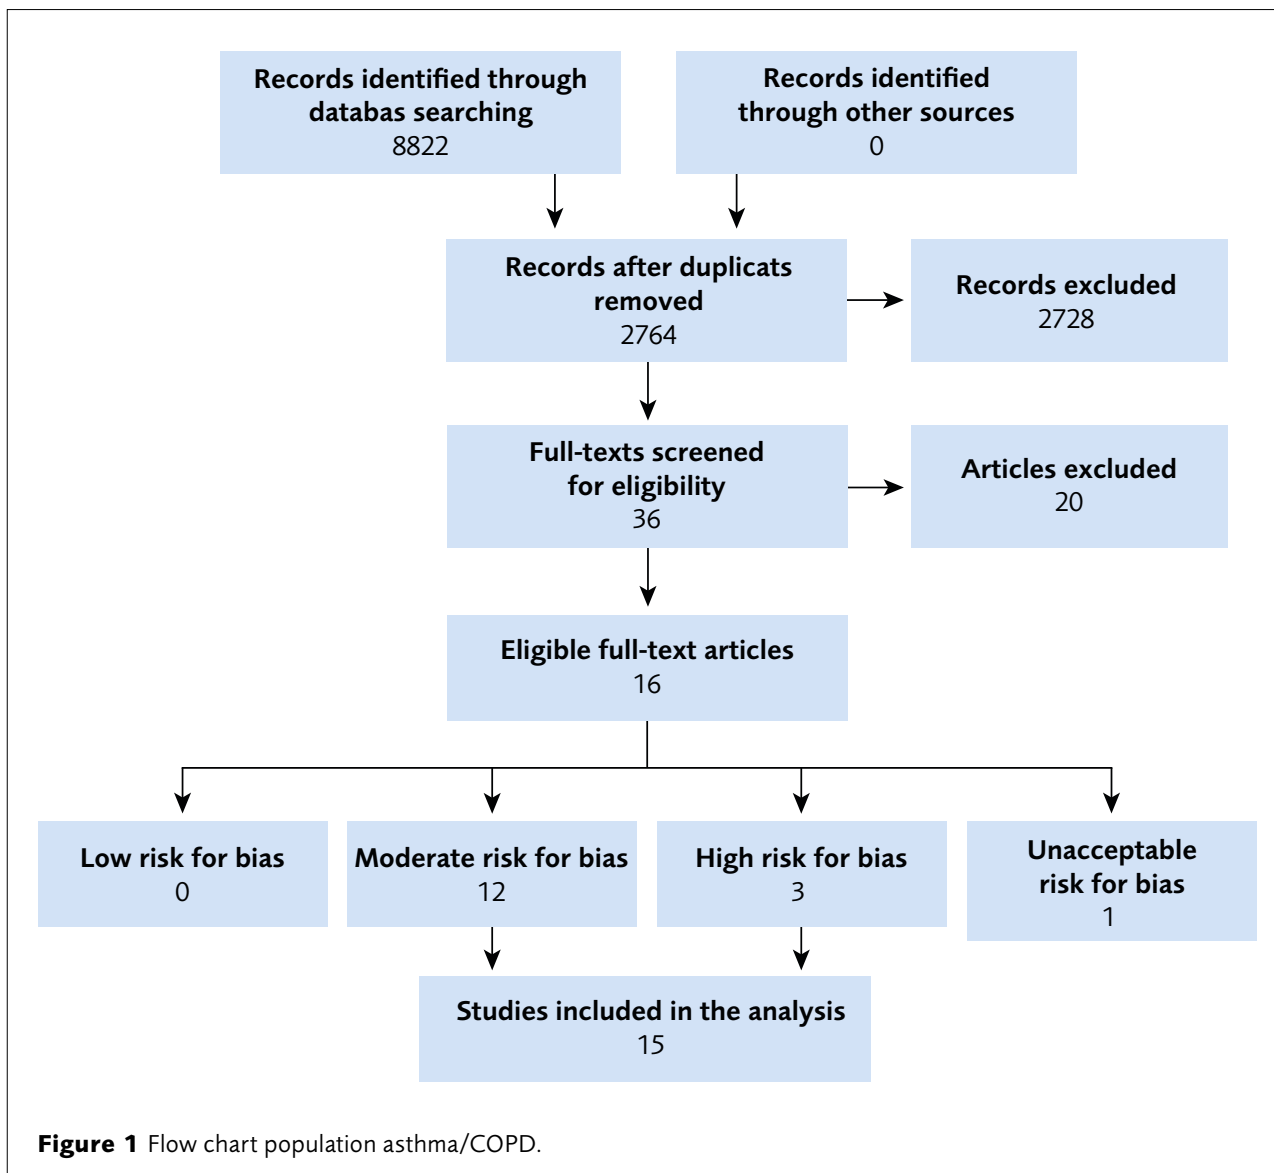 Records identified through
databas searching
8822
Records identified
through other sources
0
Records after duplicats
removed
2764
Records excluded
2728
Full-texts screened
for eligibility
36
Articles excluded
20
Eligible full-text articles
16
Low risk for bias
0
Moderate risk for bias
12
High risk for bias
3
Unacceptable
risk for bias
1
Studies included in the analysis
15
Figure 1 Flow chart population asthma/COPD.